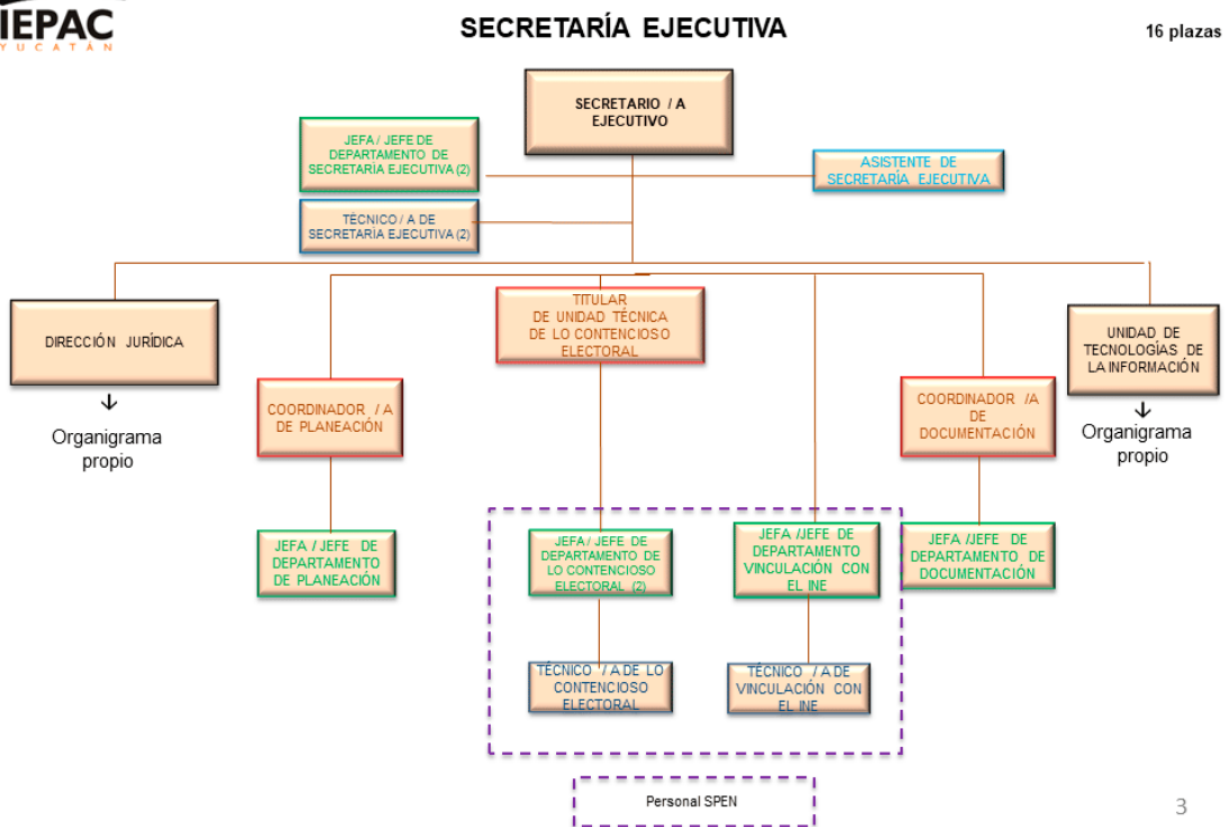 IEPAC
YUCATÁN
SECRETARÍA EJECUTIVA
16 plazas
SECRETARIO / A
EJECUTIVO
JEFA / JEFE DE
DEPARTAMENTO DE
SECRETARÍA EJECUTIVA (2)
ASISTENTE DE
SECRETARÍA EJECUTIVA
TÉCNICO / A DE
SECRETARÍA EJECUTIVA (2)
DIRECCIÓN JURÍDICA
Organigrama
propio
TITULAR
DE UNIDAD TÉCNICA
DE LO CONTENCIOSO
ELECTORAL
UNIDAD DE
TECNOLOGÍAS DE
LA INFORMACIÓN
Organigrama
propio
COORDINADOR / A
DE PLANEACIÓN
COORDINADOR /A
DE
DOCUMENTACIÓN
JEFA / JEFE DE
DEPARTAMENTO
DE PLANEACIÓN
JEFA / JEFE DE
DEPARTAMENTO DE
LO CONTENCIOSO
ELECTORAL (2)
JEFA /JEFE DE
DEPARTAMENTO
VINCULACIÓN CON
EL INE
JEFA /JEFE DE
DEPARTAMENTO DE
DOCUMENTACIÓN
TÉCNICO / A DE LO
CONTENCIOSO
ELECTORAL
TÉCNICO / A DE
VINCULACIÓN CON
EL INE
Personal SPEN
3